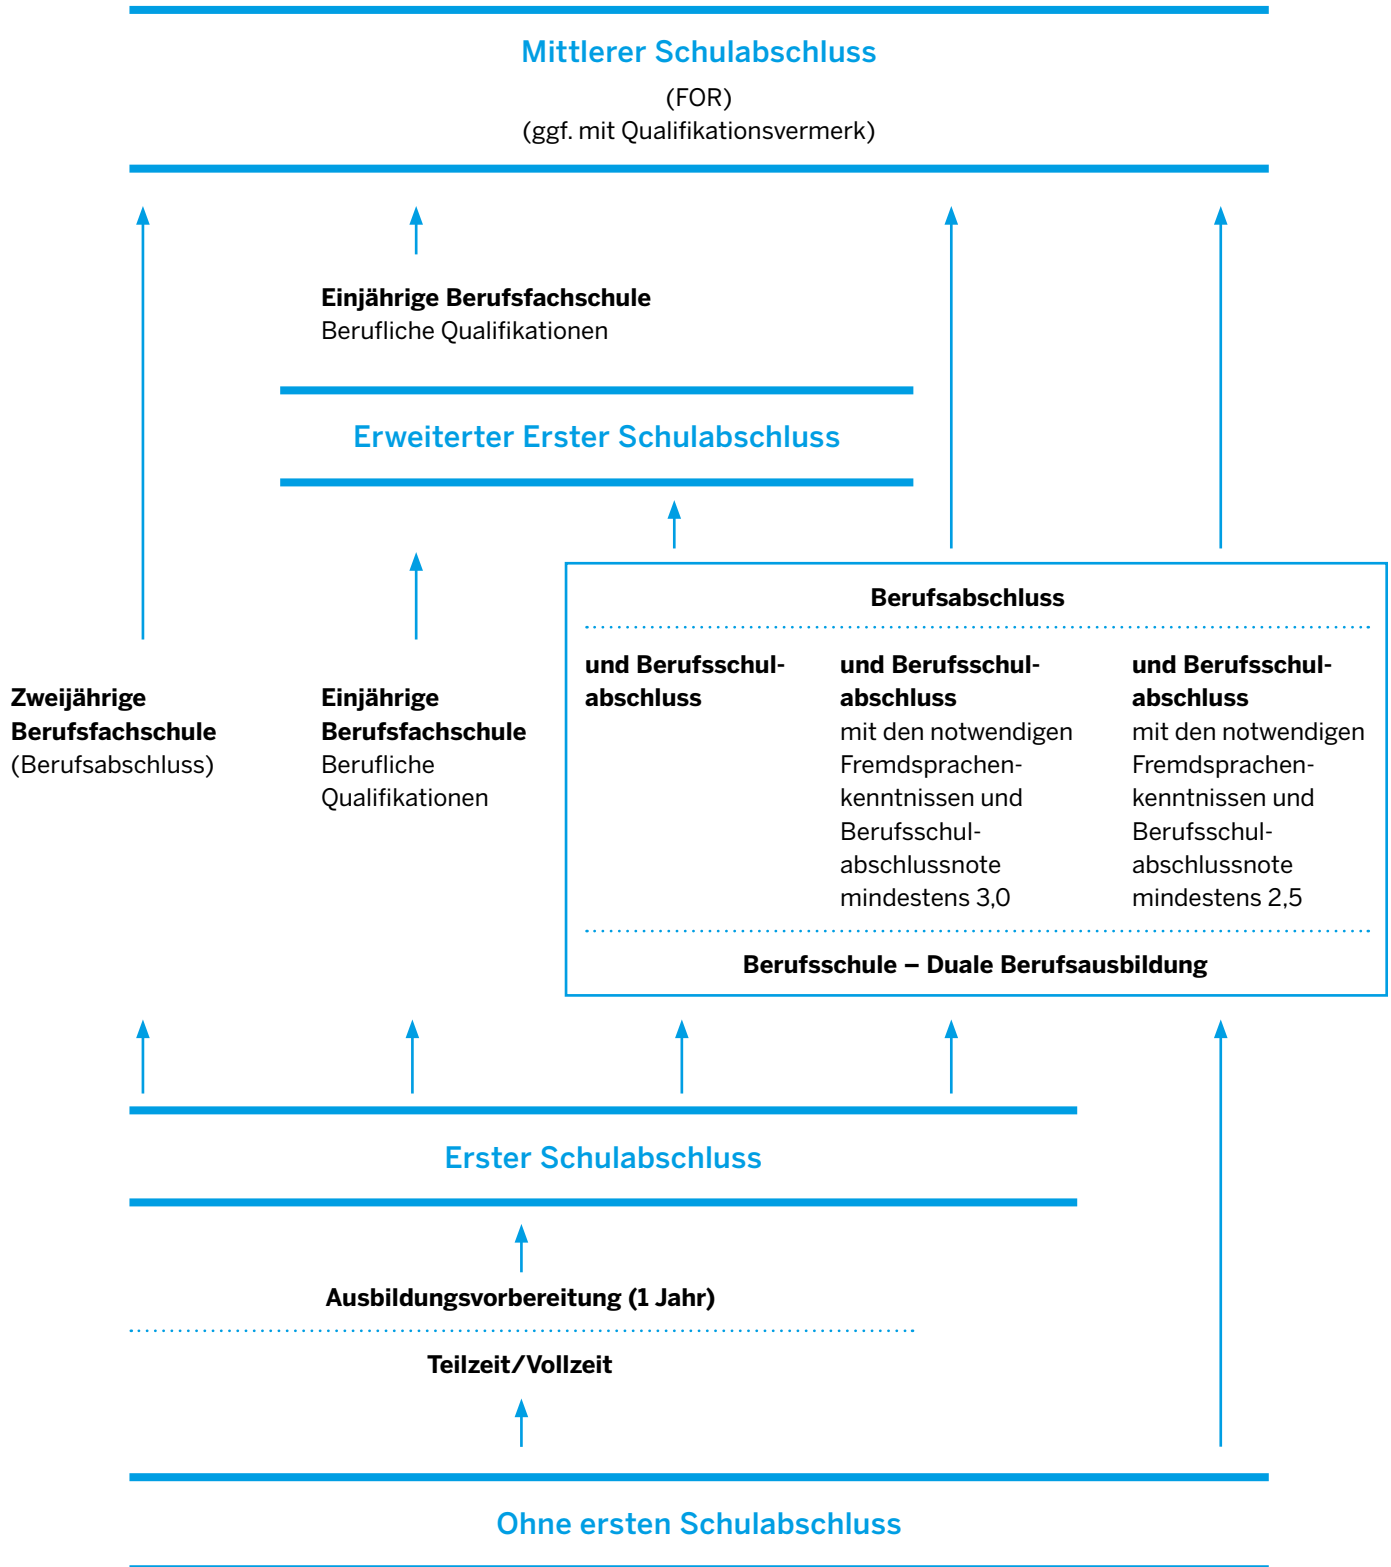 Mittlerer Schulabschluss
(FOR)
(ggf. mit Qualifikationsvermerk)
Einjährige Berufsfachschule
Berufliche Qualifikationen
Erweiterter Erster Schulabschluss
Zweijährige
Berufsfachschule
(Berufsabschluss)
Einjährige
Berufsfachschule
Berufliche
Qualifikationen
Berufsabschluss
und Berufsschul-
abschluss
und Berufsschul-
abschluss
mit den notwendigen
Fremdsprachen-
kenntnissen und
Berufsschul-
abschlussnote
mindestens 3,0
und Berufsschul-
abschluss
mit den notwendigen
Fremdsprachen-
kenntnissen und
Berufsschul-
abschlussnote
mindestens 2,5
Berufsschule – Duale Berufsausbildung
Erster Schulabschluss
Ausbildungsvorbereitung (1 Jahr)
Teilzeit/Vollzeit
Ohne ersten Schulabschluss